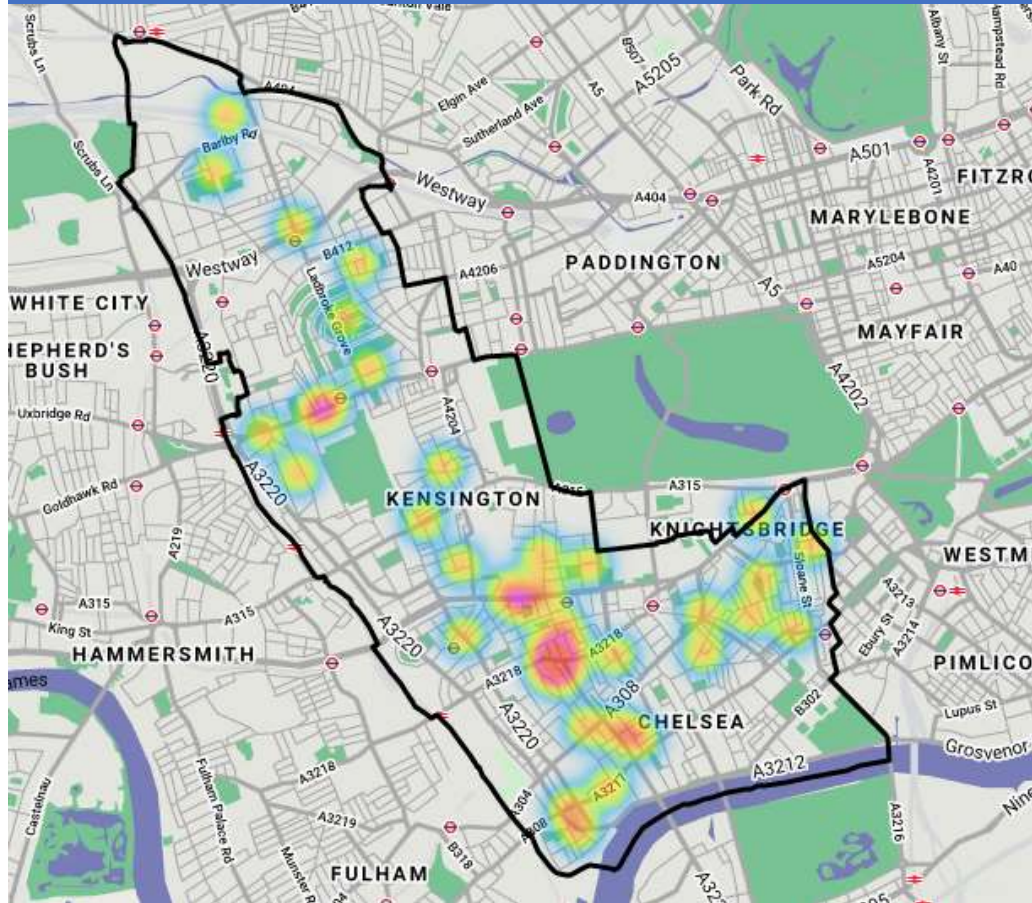 Scrubs Ln
B507
A5205
Park Rd
Albany St
Hampstead Rd
Elgin Ave
A5
Sutherland Ave
A501
A4201
Barlby Rd
Scrubs Ln
Westway
A404
FITZRO
MARYLEBONE
B412
Westway
A4206
PADDINGTON
A5
A5204
A40
WHITE CITY
Ladbroke Grove
MAYFAIR
A3220
HEPHERD'S
BUSH
A4202
Uxbridge Rd
A4204
A3220
Goldhawk Rd
KENSINGTON
A315
A315
KNIGHTSBRIDGE
A219
WESTM
Sloane St
A3213
A3214
Ebury St
A315
King St
A315
A3220
HAMMERSMITH
A3218
A3218
PIMLICO
ames
A308
B302
Lupus St
A3220
CHELSEA
Grosvenor
A3218
A3212
Castelnau
Fulham Palace Rd
A304
A3217
Nine
A3219
A308
A3216
Munster R
B318
FULHAM
A322